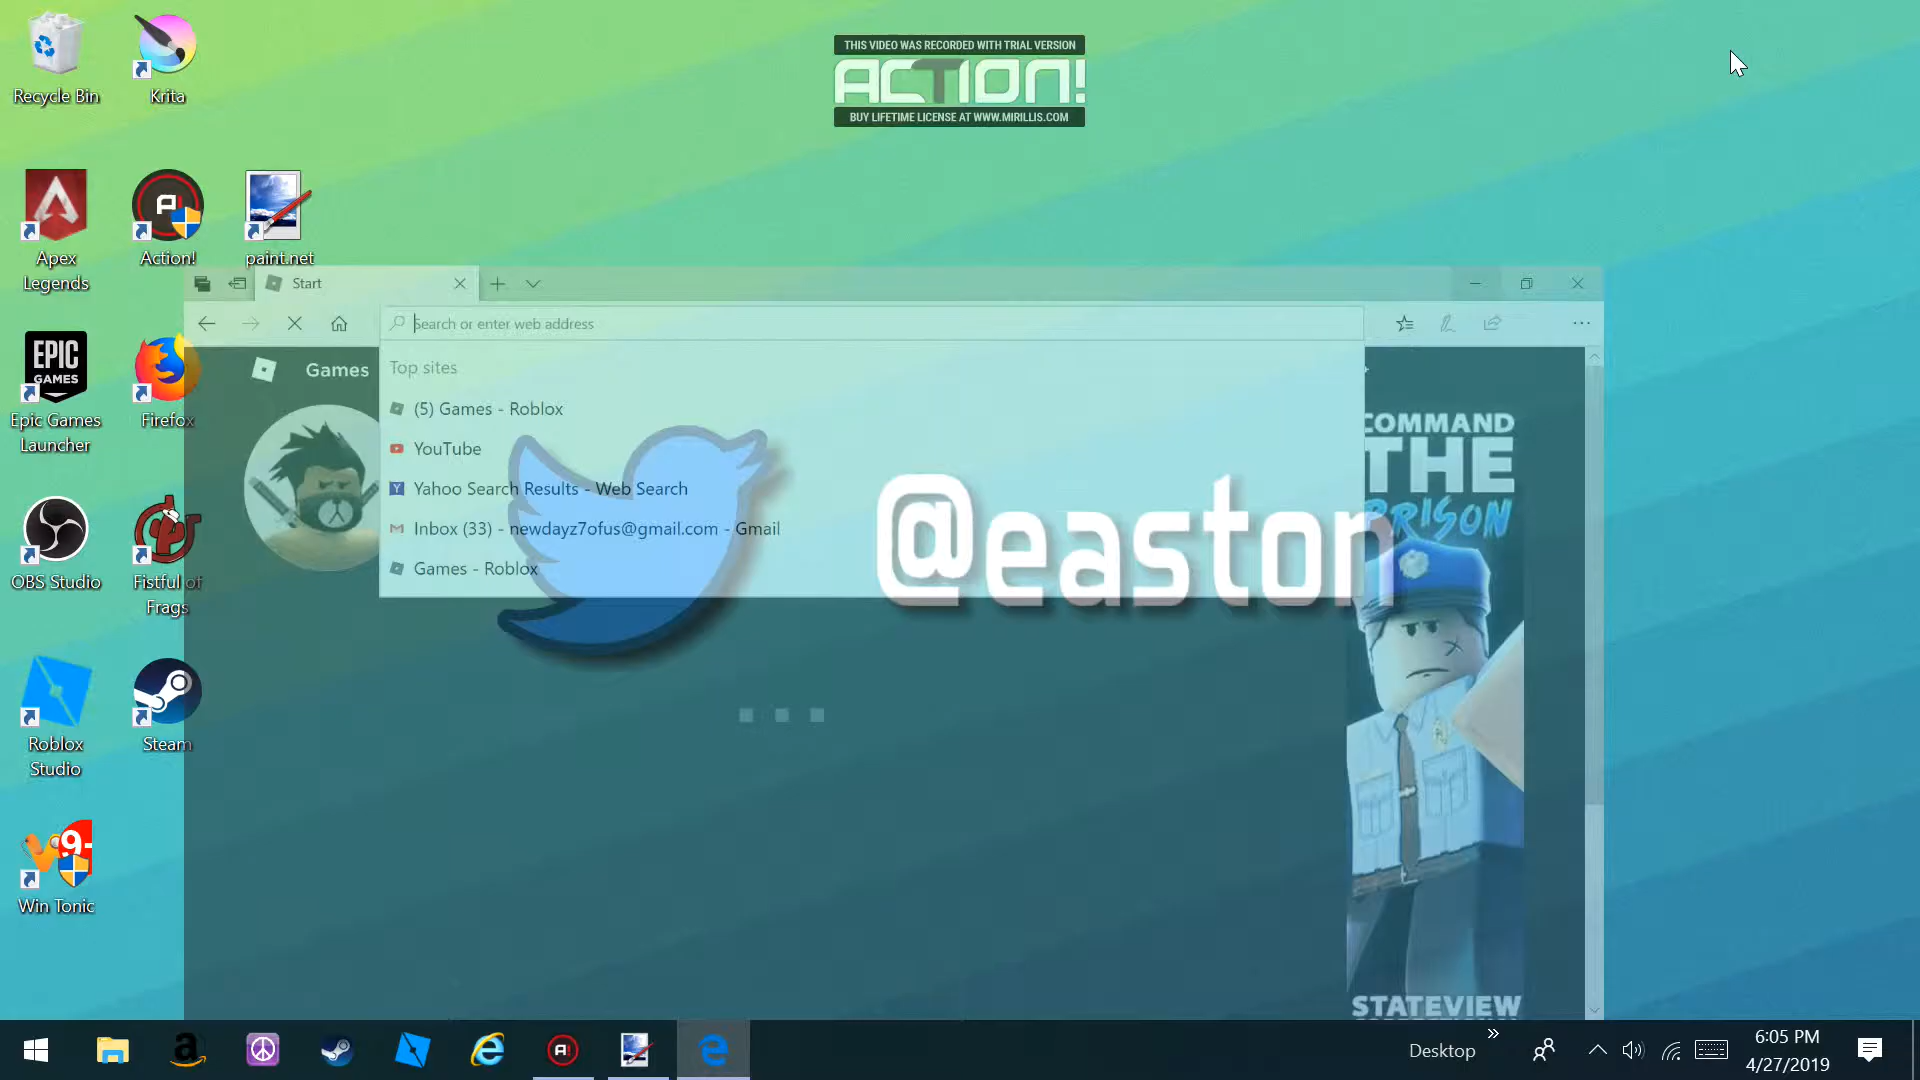 THIS VIDEO WAS RECORDED WITH TRIAL VERSION
ACTION!
BUY LIFETIME LICENSE AT WWW.MIRILLIS.COM
Recycle Bin
Krita
Apex
Legends
Action!
paint.net
Epic Games
Launcher
EPIC
GAMES
Firefox
OBS Studio
Fistful of
Frags
Roblox
Studio
Steam
Win Tonic
Start
Search or enter web address
Games
Top sites
(5) Games - Roblox
YouTube
Yahoo Search Results - Web Search
Inbox (33) - newdayz7ofus@gmail.com - Gmail
Games - Roblox
@easton
COMMAND
THE
PRISON
STATEVIEW
Desktop
6:05 PM
4/27/2019